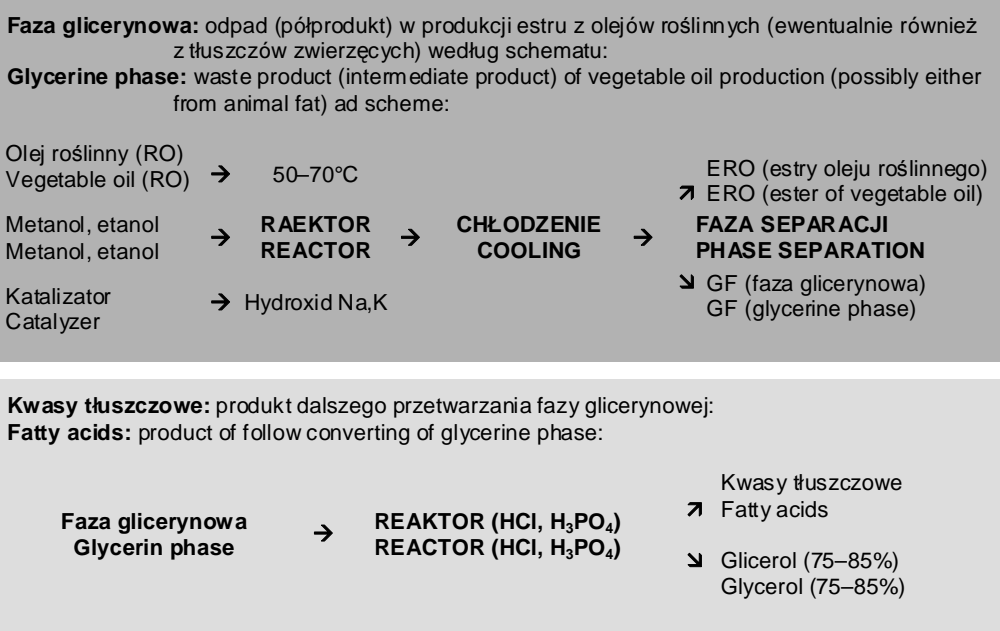 Faza glicerynowa: odpad (półprodukt) w produkcji estru z olejów roślinnych (ewentualnie również
z tłuszczów zwierzęcych) według schematu:
Glycerine phase: waste product (intermediate product) of vegetable oil production (possibly either
from animal fat) ad scheme:
Olej roślinny (RO)
Vegetable oil (RO) → 50–70°C
ERO (estry oleju roślinnego)
↗ ERO (ester of vegetable oil)
Metanol, etanol → RAEKTOR → CHŁODZENIE → FAZA SEPARACJI
Metanol, etanol REACTOR COOLING PHASE SEPARATION
↘ GF (faza glicerynowa)
GF (glycerine phase)
Katalizator → Hydroxid Na,K
Catalyzer
Kwasy tłuszczowe: produkt dalszego przetwarzania fazy glicerynowej:
Fatty acids: product of follow converting of glycerine phase:
Kwasy tłuszczowe
↗ Fatty acids
Faza glicerynowa → REAKTOR (HCl, H₃PO₄)
Glycerin phase REACTOR (HCl, H₃PO₄)
↘ Glicerol (75–85%)
Glycerol (75–85%)